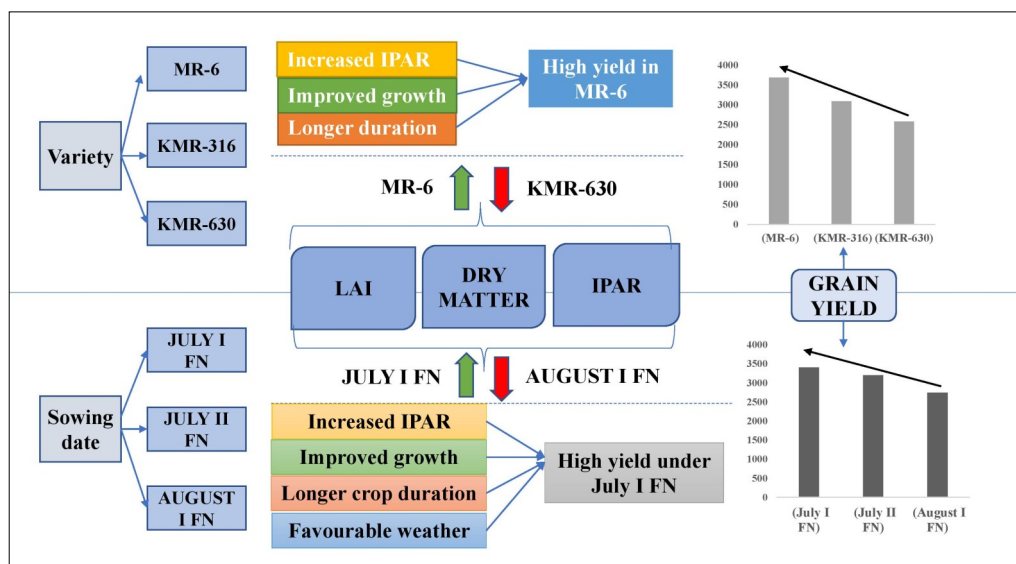 Variety
MR-6
KMR-316
KMR-630
Increased IPAR
Improved growth
Longer duration
High yield in
MR-6
MR-6
KMR-630
4000
3500
3000
2500
2000
1500
1000
500
0
(MR-6)
(KMR-316)
(KMR-630)
LAI
DRY
MATTER
IPAR
GRAIN
YIELD
Sowing
date
JULY I
FN
JULY II
FN
AUGUST
I FN
JULY I FN
AUGUST I FN
Increased IPAR
Improved growth
Longer crop duration
Favourable weather
High yield under
July I FN
4000
3500
3000
2500
2000
1500
1000
500
0
(July I
FN)
(July II
FN)
(August I
FN)